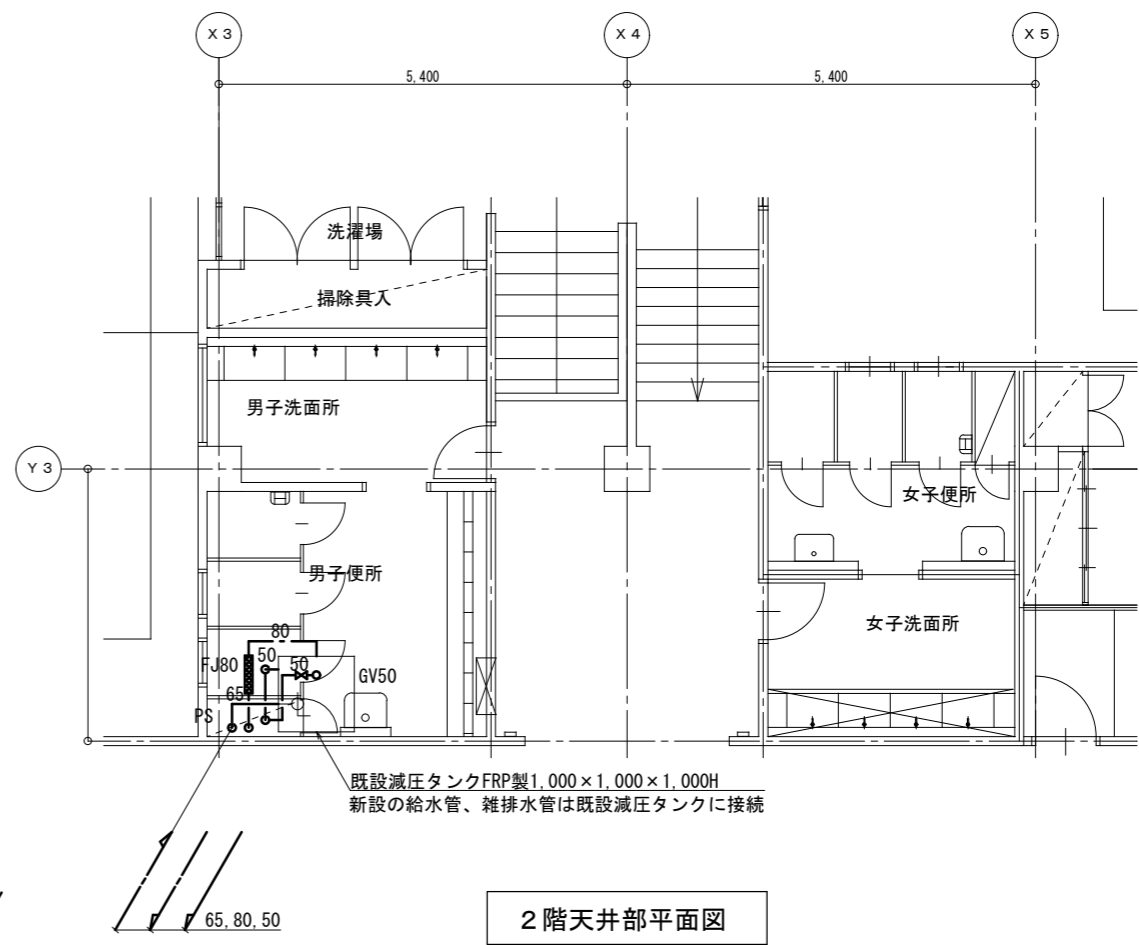 X3
X4
X5
5,400
5,400
洗濯場
掃除具入
男子洗面所
Y3
女子便所
男子便所
女子洗面所
80
FJ80
50
50
GV50
65
PS
既設減圧タンクFRP製1,000×1,000×1,000H
新設の給水管、雑排水管は既設減圧タンクに接続
65,80,50
2階天井部平面図